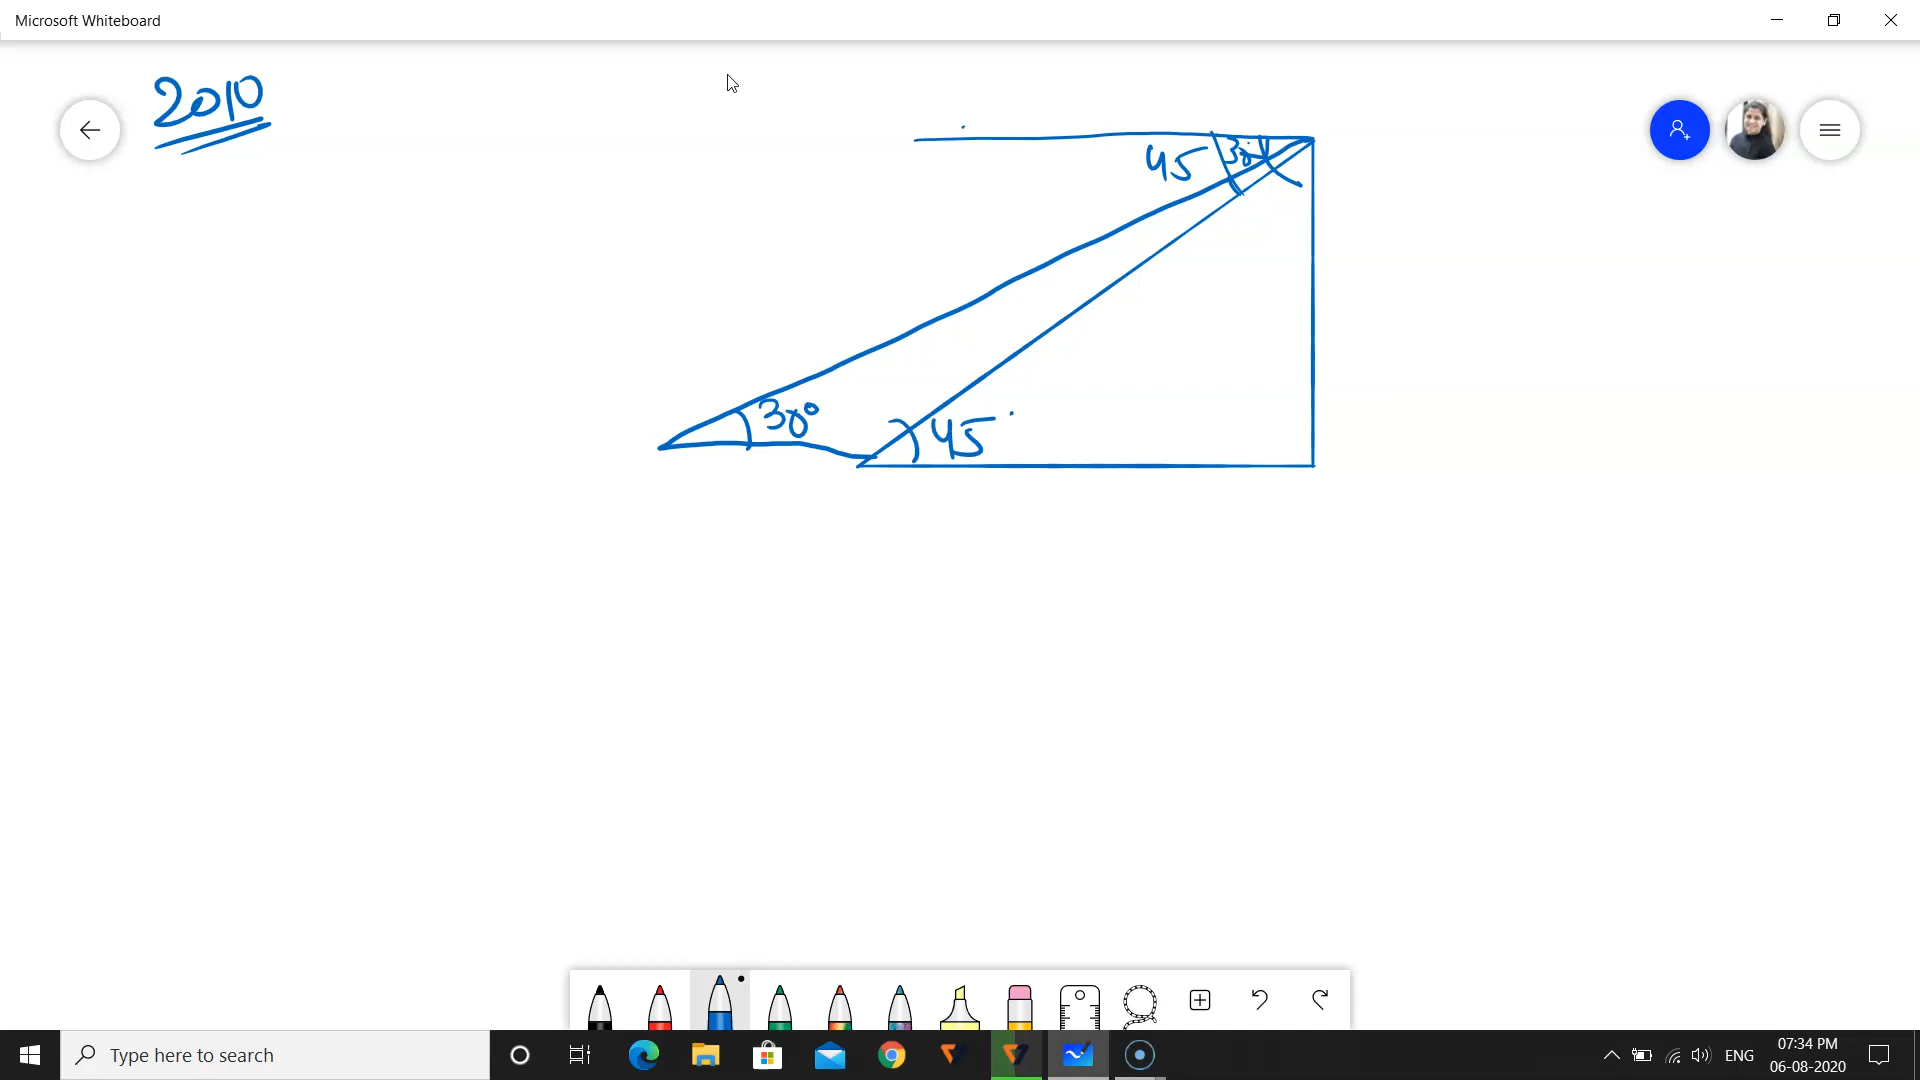 Microsoft Whiteboard
2010
45 30
30°
45
Type here to search
ENG
07:34 PM
06-08-2020